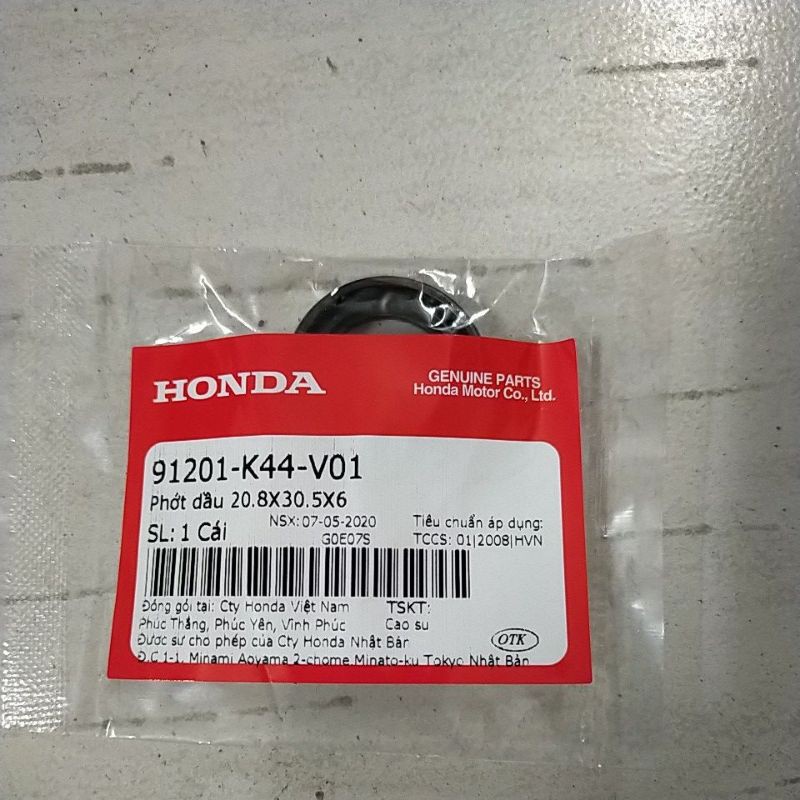 HONDA
GENUINE PARTS
Honda Motor Co., Ltd.
91201-K44-V01
Phớt dầu 20.8X30.5X6
SL: 1 Cái
NSX: 07-05-2020
G0E07S
Tiêu chuẩn áp dụng:
TCCS: 01|2008|HVN
Đóng gói tại: Cty Honda Việt Nam
Phúc Thắng, Phúc Yên, Vĩnh Phúc
Được sự cho phép của Cty Honda Nhật Bản
Đ.C 1-1, Minami Aoyama 2-chome Minato-ku Tokyo Nhật Bản
TSKT:
Cao su
OTK